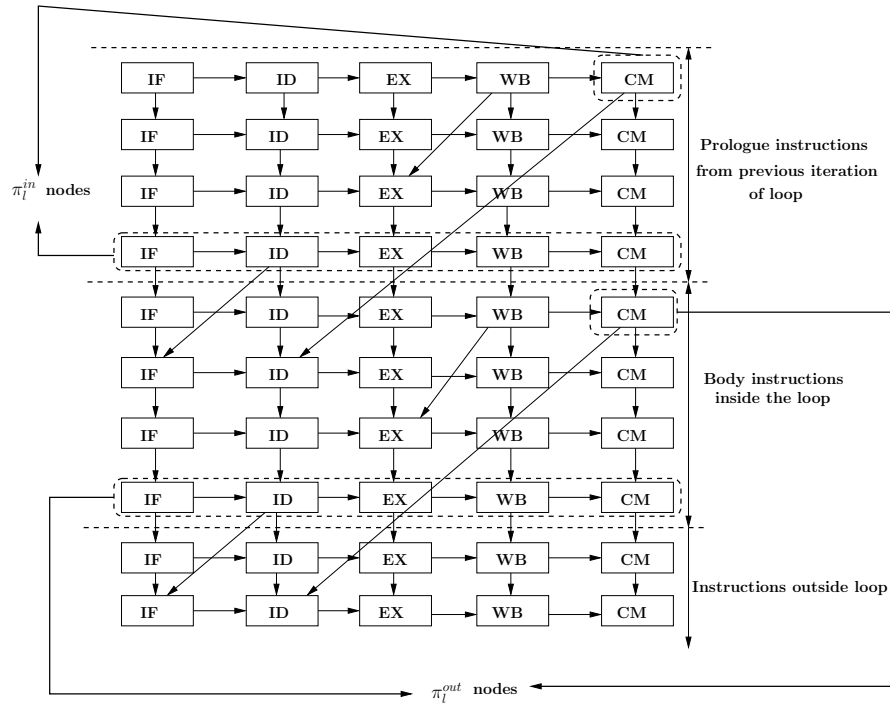 IF ID EX WB CM
IF ID EX WB CM
Prologue instructions
from previous iteration
of loop
IF ID EX WB CM
π_l^{in} nodes
IF ID EX WB CM
IF ID EX WB CM
IF ID EX WB CM
Body instructions
inside the loop
IF ID EX WB CM
IF ID EX WB CM
IF ID EX WB CM
Instructions outside loop
IF ID EX WB CM
π_l^{out} nodes